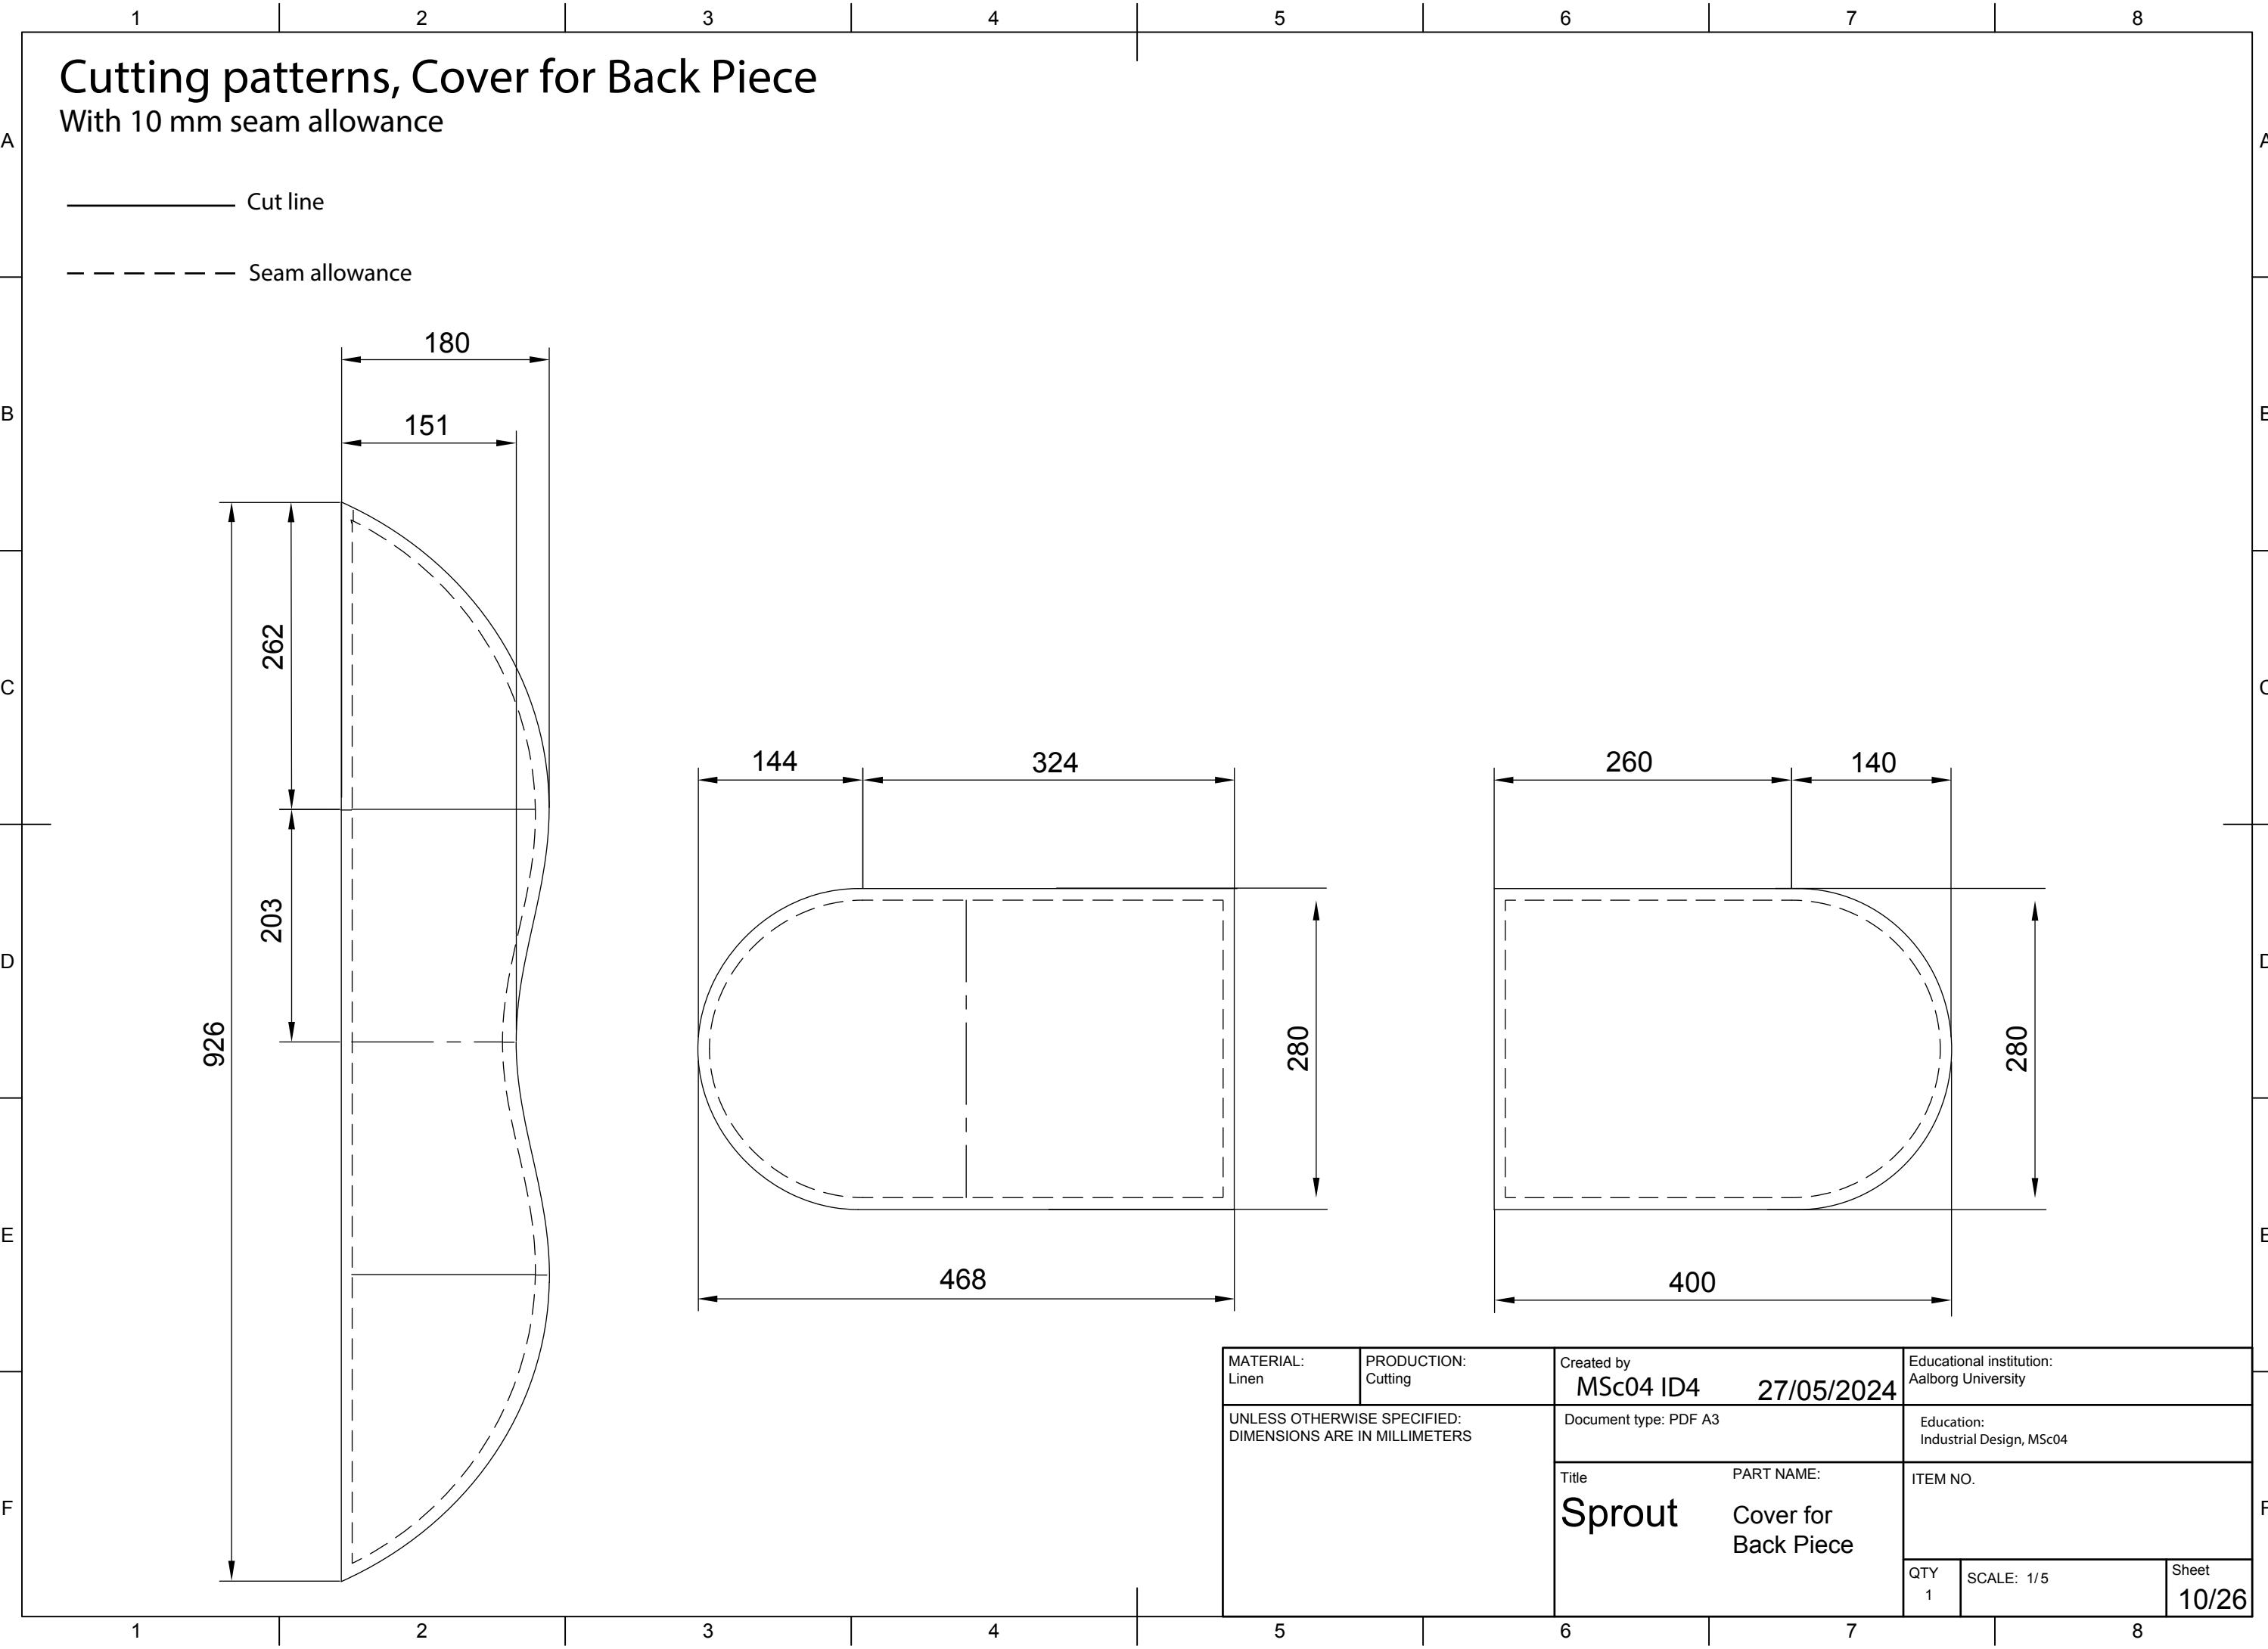 1 2 3 4 5 6 7 8
Cutting patterns, Cover for Back Piece
With 10 mm seam allowance
A A
Cut line
Seam allowance
180
B B
151
262
C C
144 324 260 140
203
D D
926
280 280
E E
468 400
MATERIAL:
Linen
PRODUCTION:
Cutting
Created by
MSc04 ID4 27/05/2024
Educational institution:
Aalborg University
UNLESS OTHERWISE SPECIFIED:
DIMENSIONS ARE IN MILLIMETERS
Document type: PDF A3
Education:
Industrial Design, MSc04
Title
Sprout
PART NAME:
Cover for
Back Piece
ITEM NO.
F F
QTY
1
SCALE: 1/5
Sheet
10/26
1 2 3 4 5 6 7 8